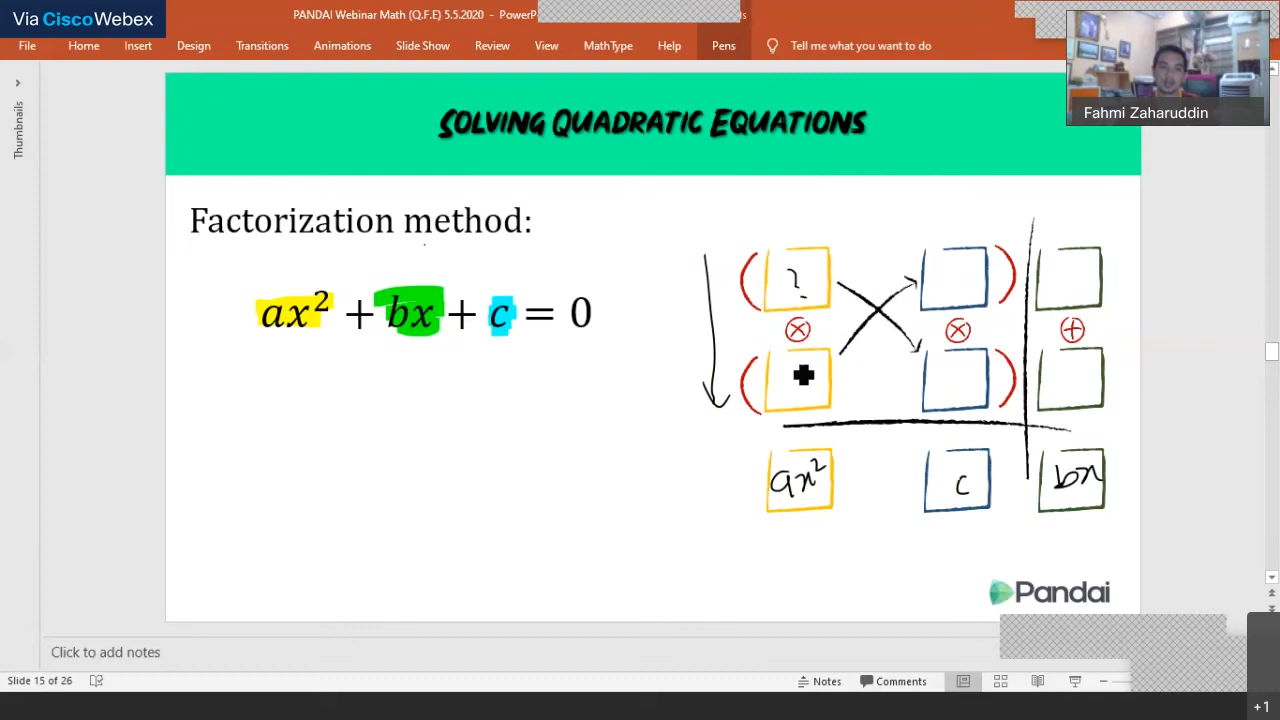 Via CiscoWebex
PANDAI Webinar Math (Q.F.E) 5.5.2020 - PowerP
File Home Insert Design Transitions Animations Slide Show Review View MathType Help Pens Tell me what you want to do
Fahmi Zaharuddin
Thumbnails
SOLVING QUADRATIC EQUATIONS
Factorization method:
ax² + bx + c = 0
( ? )
⊗ ⊗ ⊕
( )
ax² c bx
Pandai
Click to add notes
Slide 15 of 26 Notes Comments
+1